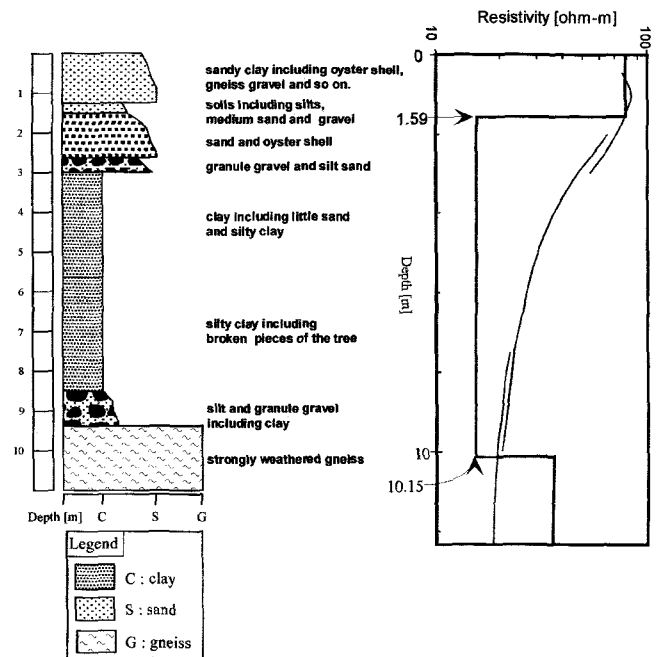 sandy clay including oyster shell,
gneiss gravel and so on.
soils including silts,
medium sand and gravel
sand and oyster shell
granule gravel and silt sand
clay including little sand
and silty clay
silty clay including
broken pieces of the tree
silt and granule gravel
including clay
strongly weathered gneiss
1
2
3
4
5
6
7
8
9
10
Depth [m] C S G
Legend
C : clay
S : sand
G : gneiss
Resistivity [ohm-m]
10 100
0
1.59
Depth [m]
10
10.15